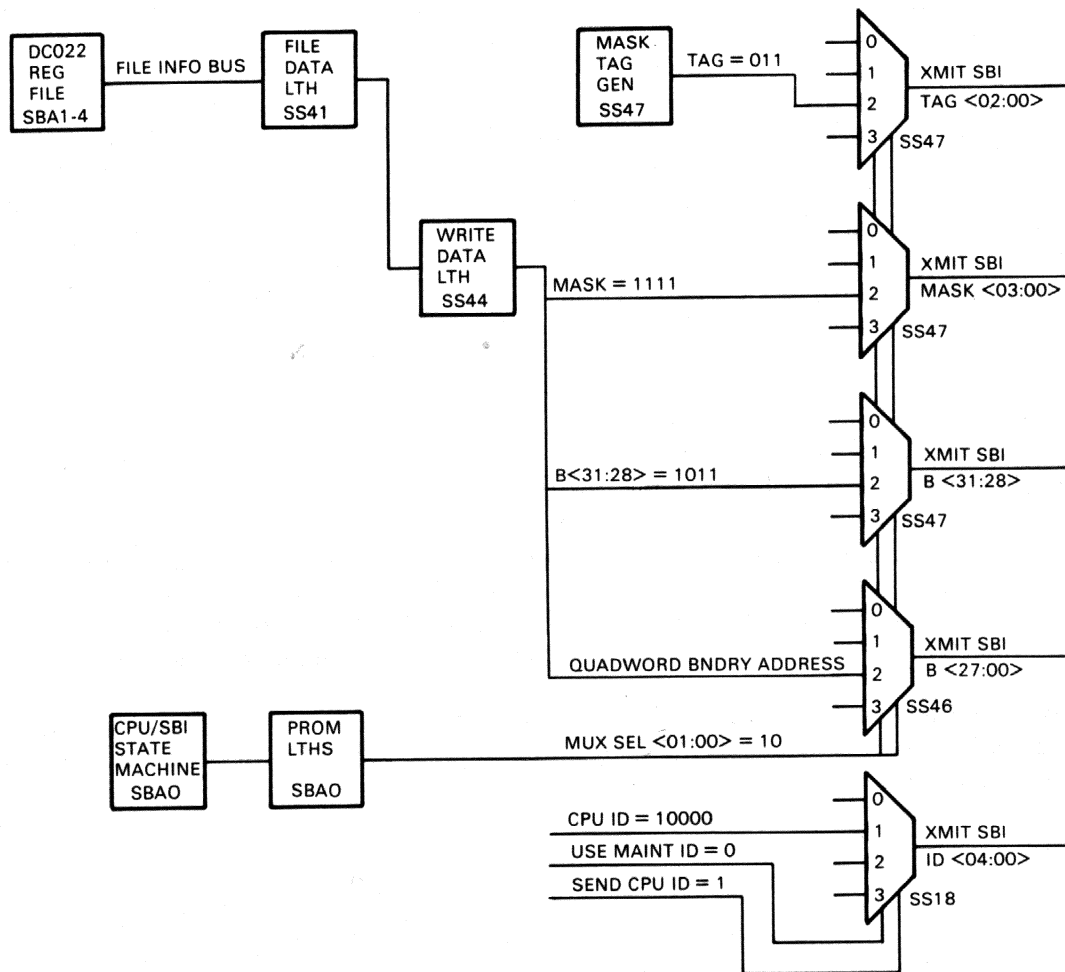 DC022
REG
FILE
SBA1-4
FILE INFO BUS
FILE
DATA
LTH
SS41
MASK
TAG
GEN
SS47
TAG = 011
0
1
2
3
SS47
XMIT SBI
TAG <02:00>
WRITE
DATA
LTH
SS44
MASK = 1111
0
1
2
3
SS47
XMIT SBI
MASK <03:00>
B<31:28> = 1011
0
1
2
3
SS47
XMIT SBI
B <31:28>
QUADWORD BNDRY ADDRESS
0
1
2
3
SS46
XMIT SBI
B <27:00>
CPU/SBI
STATE
MACHINE
SBAO
PROM
LTHS
SBAO
MUX SEL <01:00> = 10
CPU ID = 10000
USE MAINT ID = 0
SEND CPU ID = 1
0
1
2
3
SS18
XMIT SBI
ID <04:00>